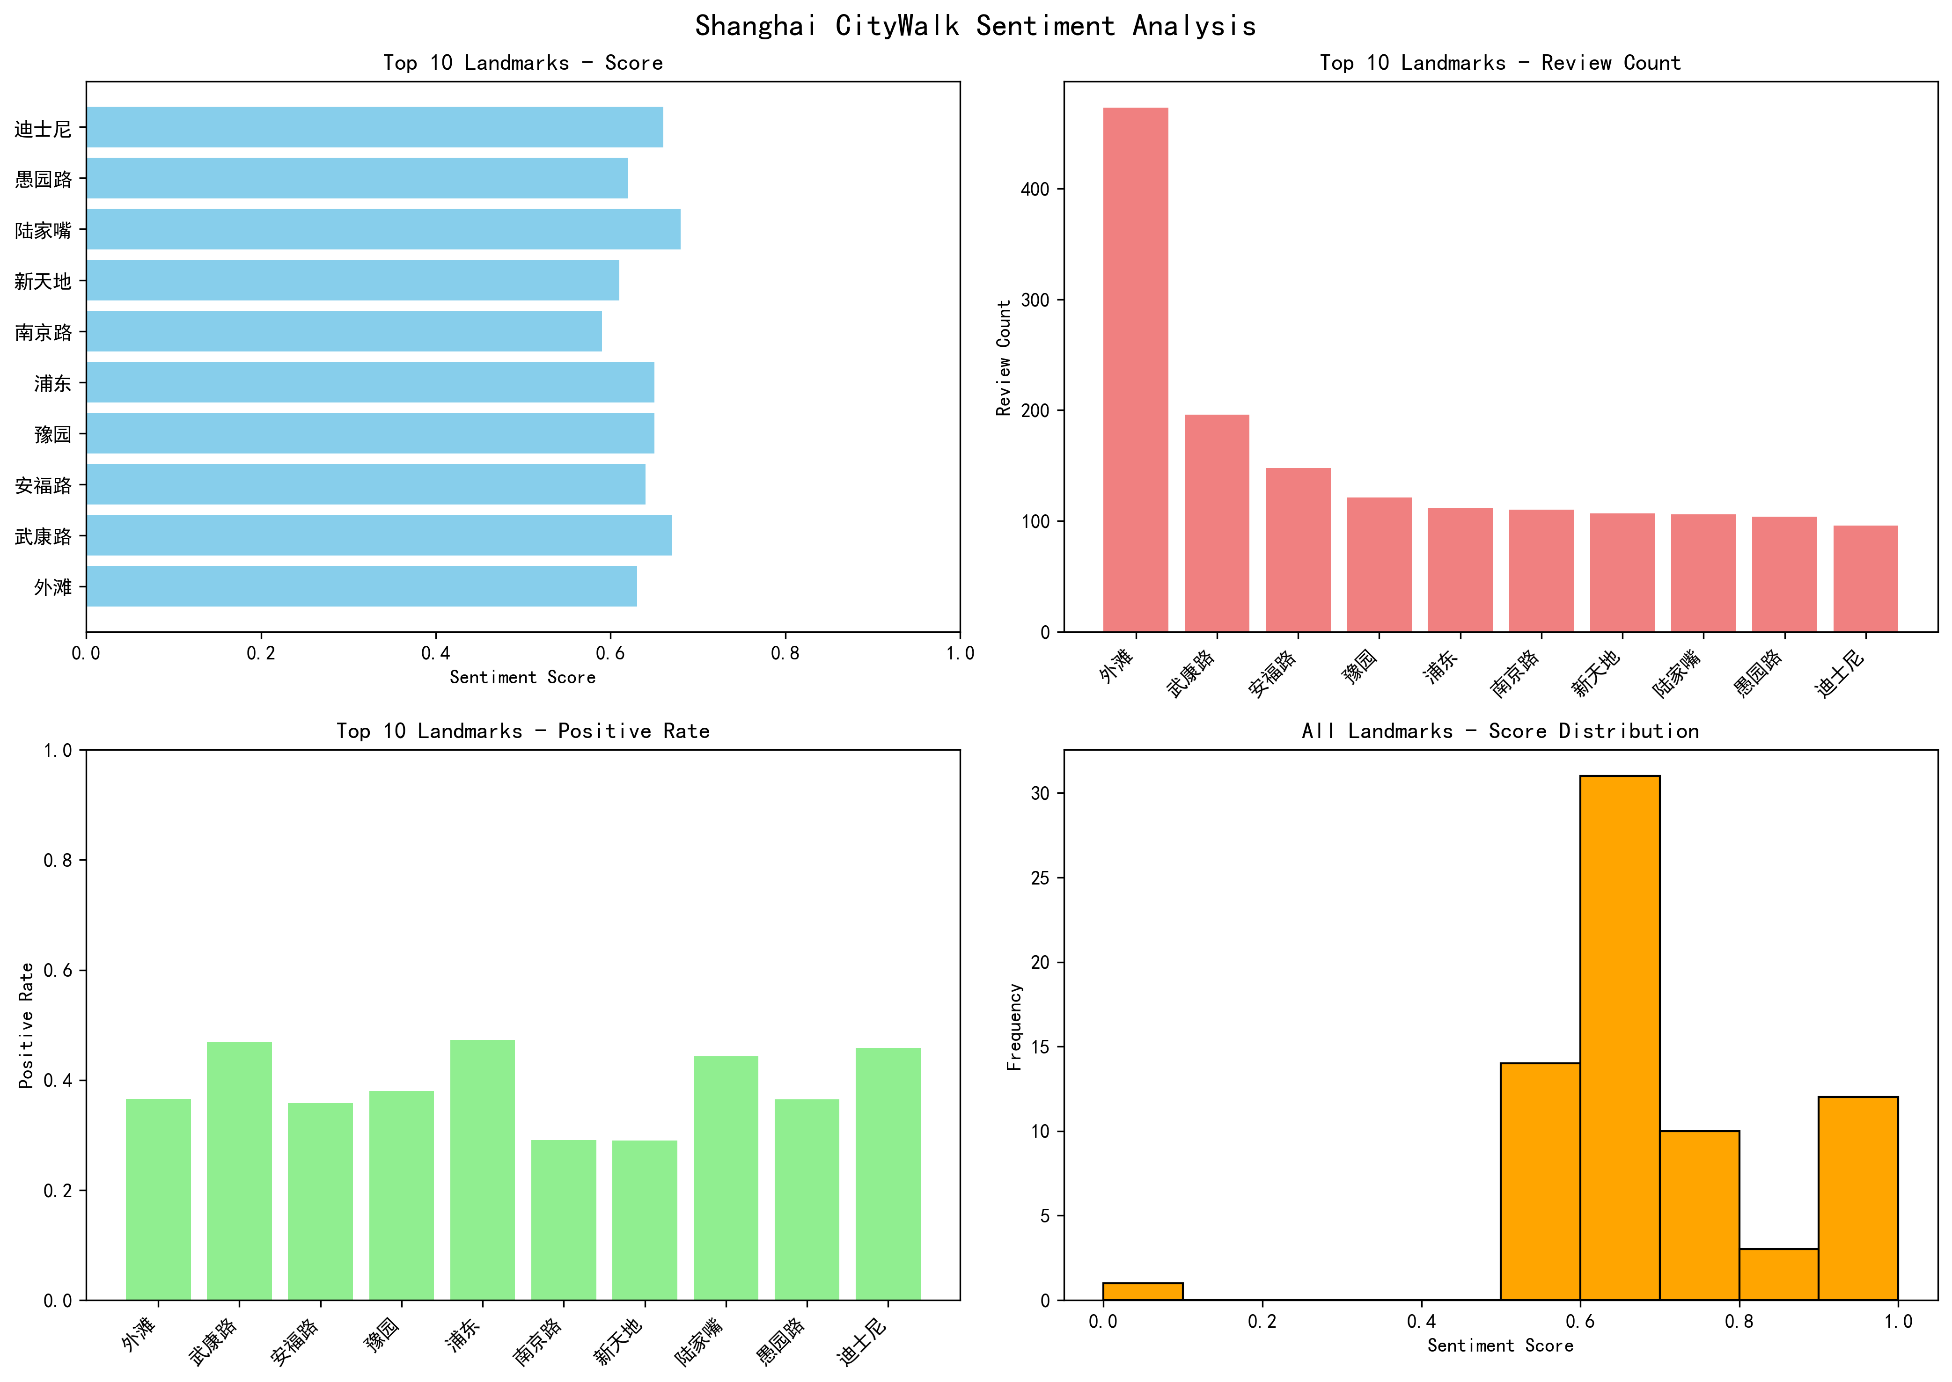 Shanghai CityWalk Sentiment Analysis
Top 10 Landmarks - Score
迪士尼
愚园路
陆家嘴
新天地
南京路
浦东
豫园
安福路
武康路
外滩
0.0 0.2 0.4 0.6 0.8 1.0
Sentiment Score
Top 10 Landmarks - Review Count
400
300
200
100
0
Review Count
外滩 武康路 安福路 豫园 浦东 南京路 新天地 陆家嘴 愚园路 迪士尼
Top 10 Landmarks - Positive Rate
1.0
0.8
0.6
0.4
0.2
0.0
Positive Rate
外滩 武康路 安福路 豫园 浦东 南京路 新天地 陆家嘴 愚园路 迪士尼
All Landmarks - Score Distribution
30
25
20
15
10
5
0
Frequency
0.0 0.2 0.4 0.6 0.8 1.0
Sentiment Score